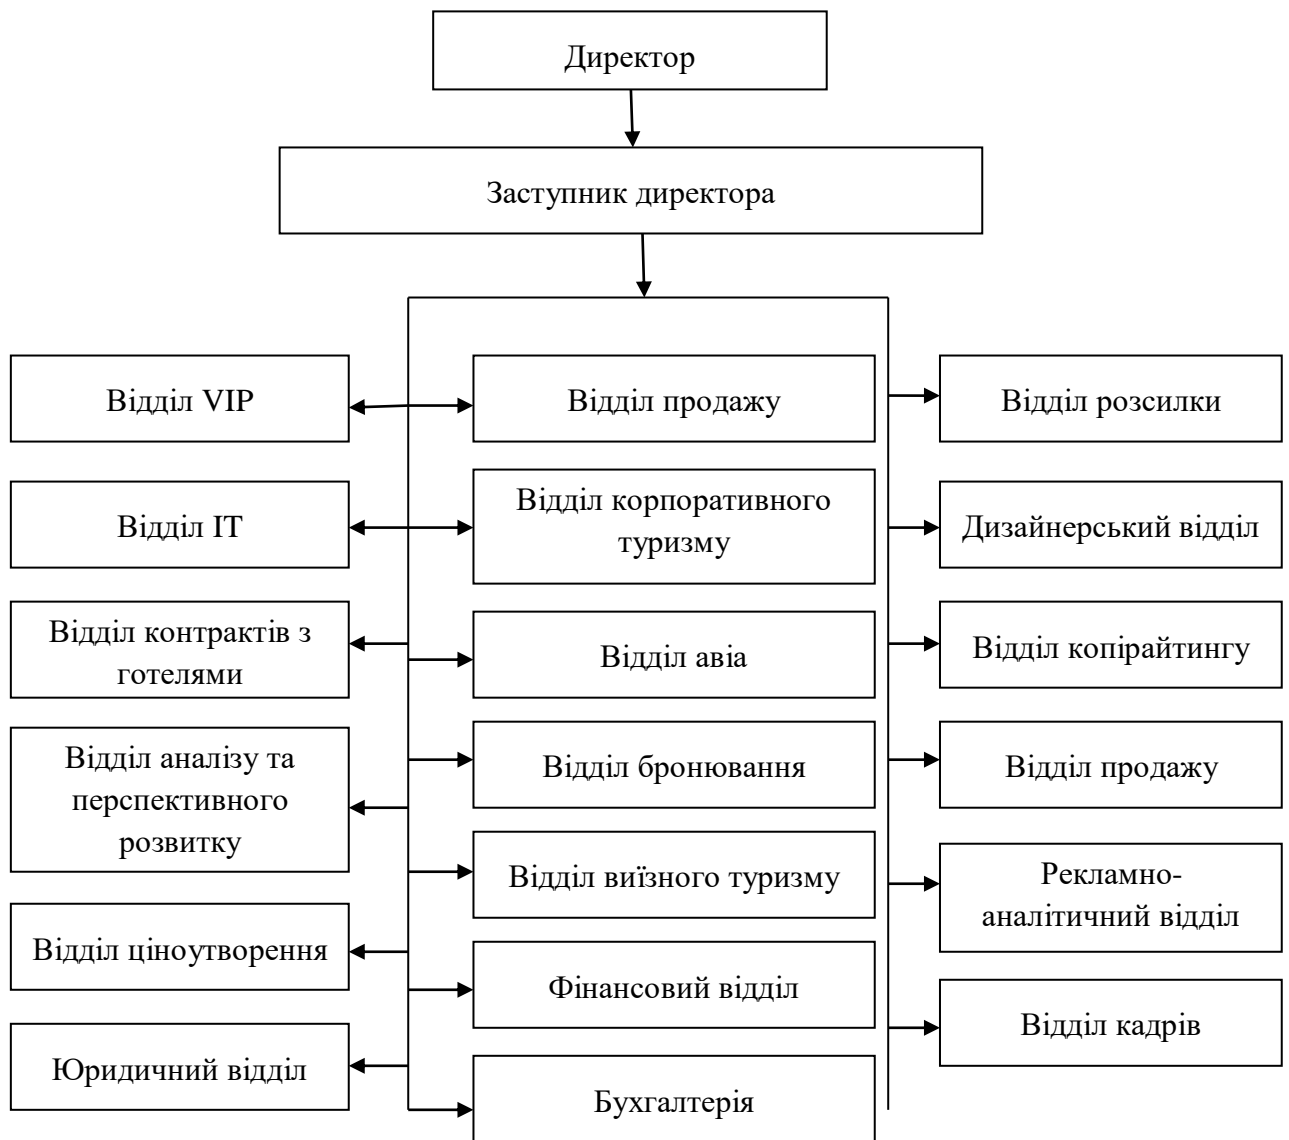 Директор
Заступник директора
Відділ VIP
Відділ продажу
Відділ розсилки
Відділ ІТ
Відділ корпоративного
туризму
Дизайнерський відділ
Відділ контрактів з
готелями
Відділ авіа
Відділ копірайтингу
Відділ аналізу та
перспективного
розвитку
Відділ бронювання
Відділ продажу
Відділ виїзного туризму
Рекламно-
аналітичний відділ
Відділ ціноутворення
Фінансовий відділ
Відділ кадрів
Юридичний відділ
Бухгалтерія